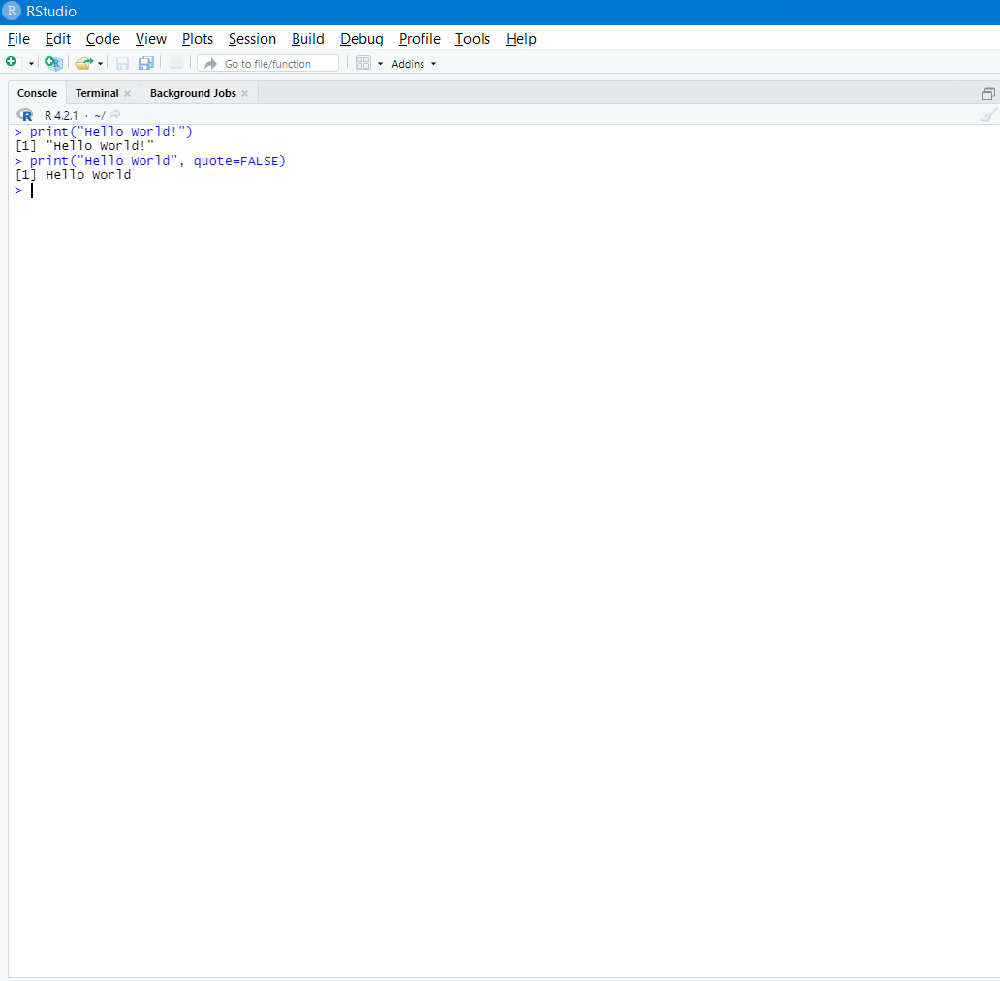 R RStudio
File Edit Code View Plots Session Build Debug Profile Tools Help
R Go to file/function Addins
Console Terminal × Background Jobs ×
R R 4.2.1 · ~/
> print("Hello World!")
[1] "Hello World!"
> print("Hello World", quote=FALSE)
[1] Hello World
>